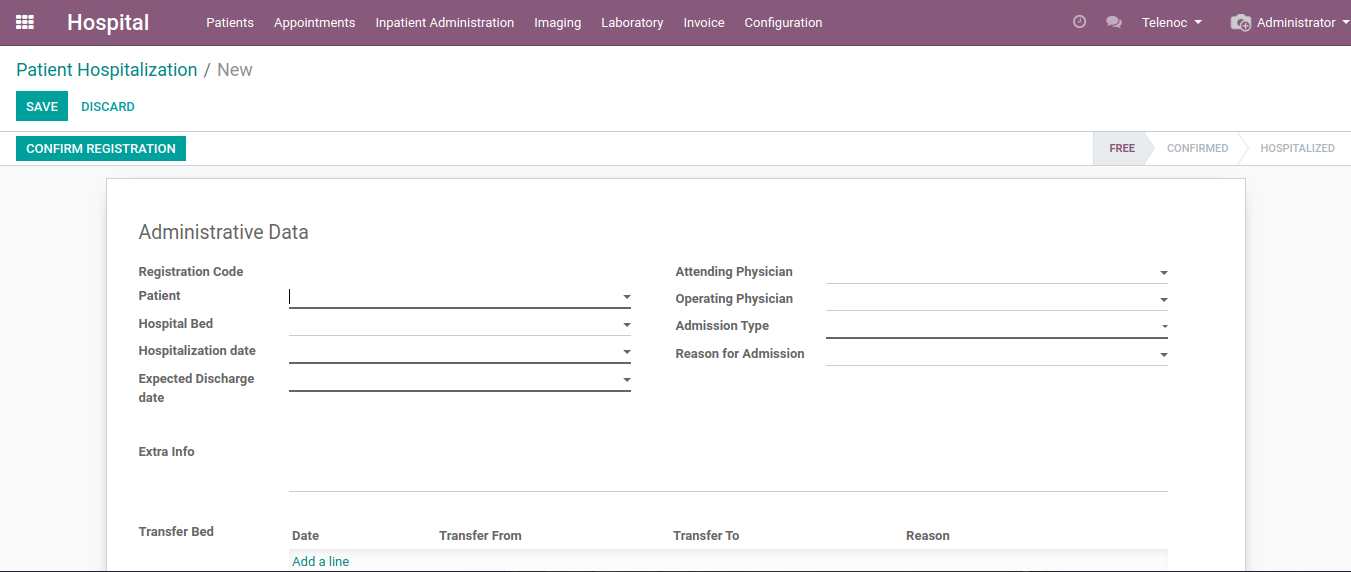 Hospital Patients Appointments Inpatient Administration Imaging Laboratory Invoice Configuration Telenoc Administrator
Patient Hospitalization / New
SAVE DISCARD
CONFIRM REGISTRATION FREE CONFIRMED HOSPITALIZED
Administrative Data
Registration Code Attending Physician
Patient Operating Physician
Hospital Bed Admission Type
Hospitalization date Reason for Admission
Expected Discharge
date
Extra Info
Transfer Bed Date Transfer From Transfer To Reason
Add a line